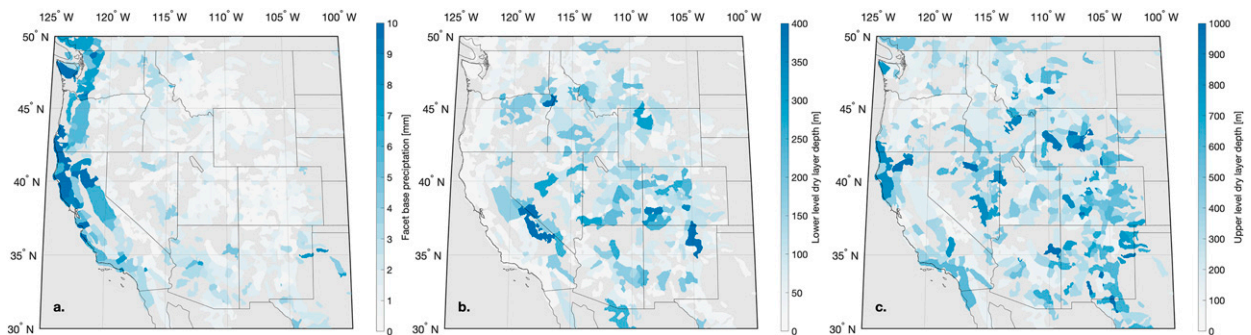 125° W 120° W 115° W 110° W 105° W 100° W
50° N
45° N
40° N
35° N
30° N
a.
10
9
8
7
6
5
4
3
2
1
0
Facet base precipitation [mm]
125° W 120° W 115° W 110° W 105° W 100° W
50° N
45° N
40° N
35° N
30° N
b.
400
350
300
250
200
150
100
50
0
Lower level dry layer depth [m]
125° W 120° W 115° W 110° W 105° W 100° W
50° N
45° N
40° N
35° N
30° N
c.
1000
900
800
700
600
500
400
300
200
100
0
Upper level dry layer depth [m]